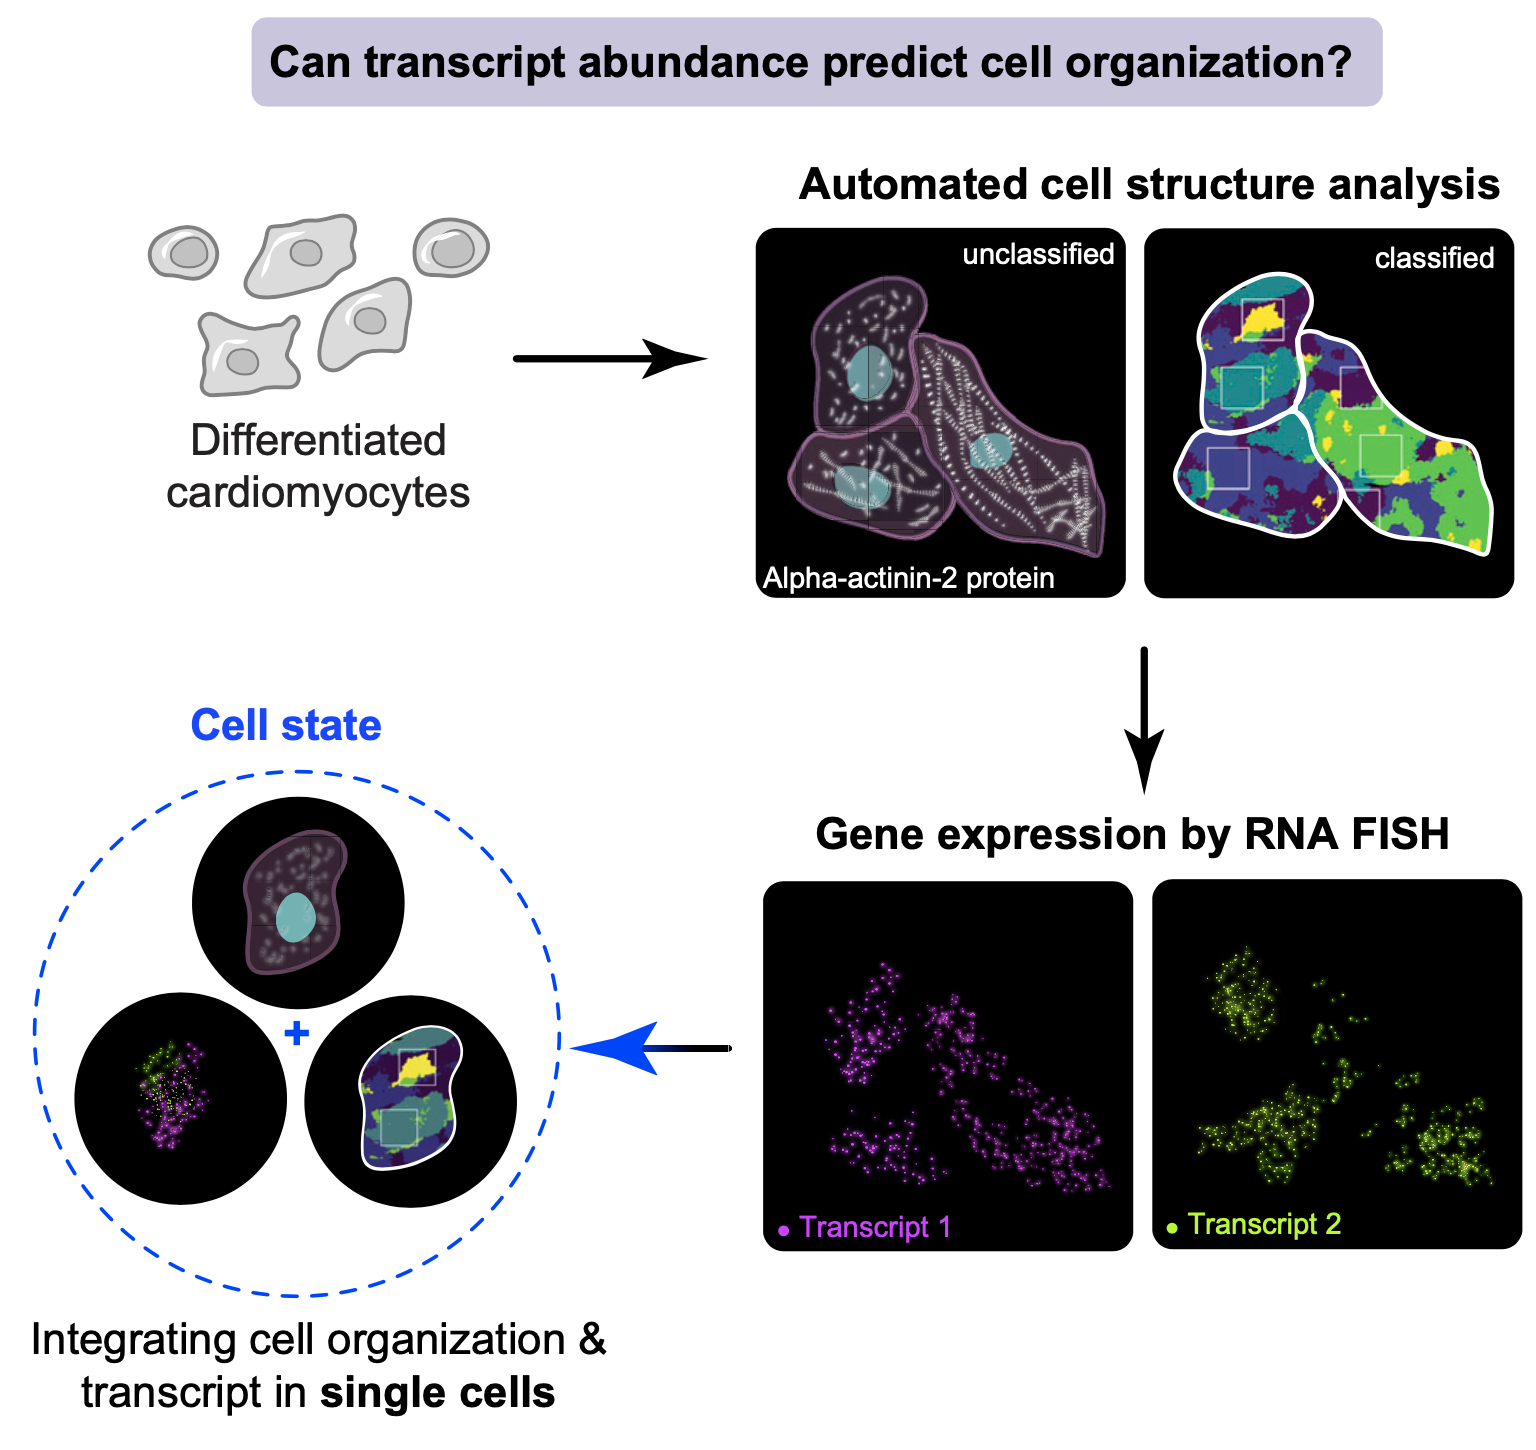 Can transcript abundance predict cell organization?
Automated cell structure analysis
unclassified
classified
Alpha-actinin-2 protein
Differentiated
cardiomyocytes
Cell state
+
Gene expression by RNA FISH
Transcript 1
Transcript 2
Integrating cell organization &
transcript in single cells